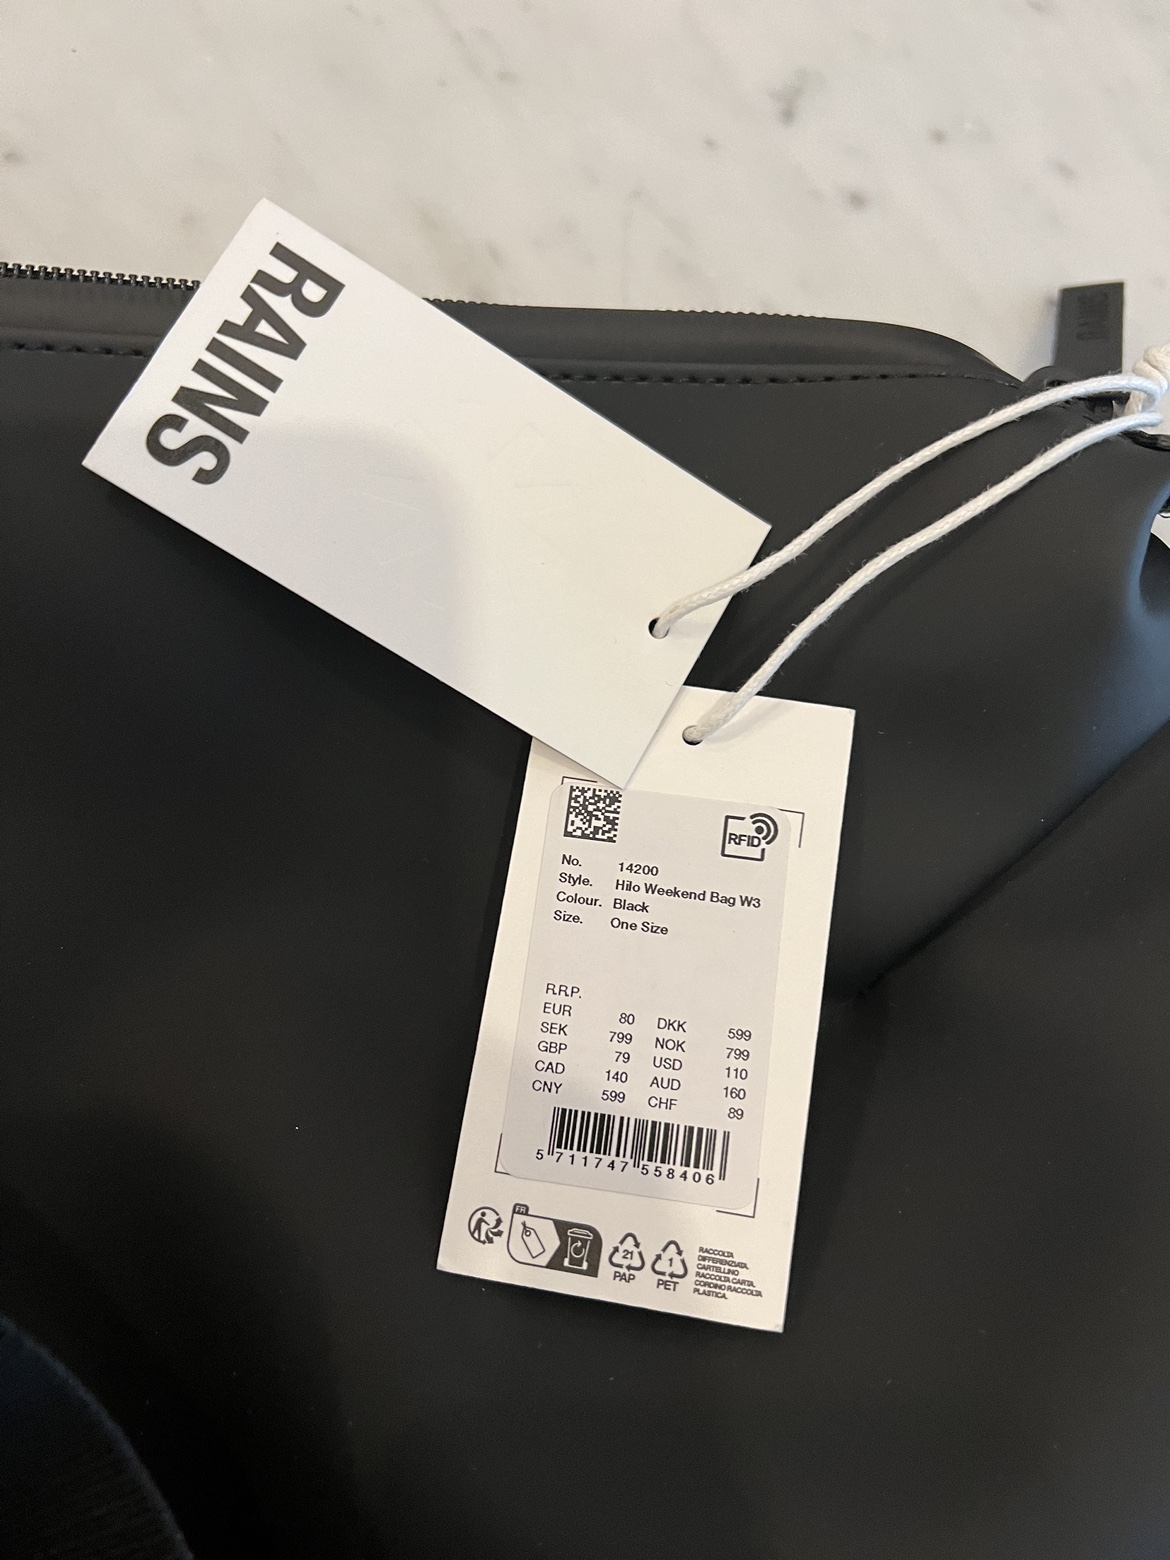 RAINS
RAINS
RFID
No. 14200
Style. Hilo Weekend Bag W3
Colour. Black
Size. One Size
R.R.P.
EUR 80 DKK 599
SEK 799 NOK 799
GBP 79 USD 110
CAD 140 AUD 160
CNY 599 CHF 89
5 711747 558406
FR
21
PAP
1
PET
RACCOLTA
DIFFERENZIATA.
CARTELLINO
RACCOLTA CARTA.
CORDINO RACCOLTA
PLASTICA.